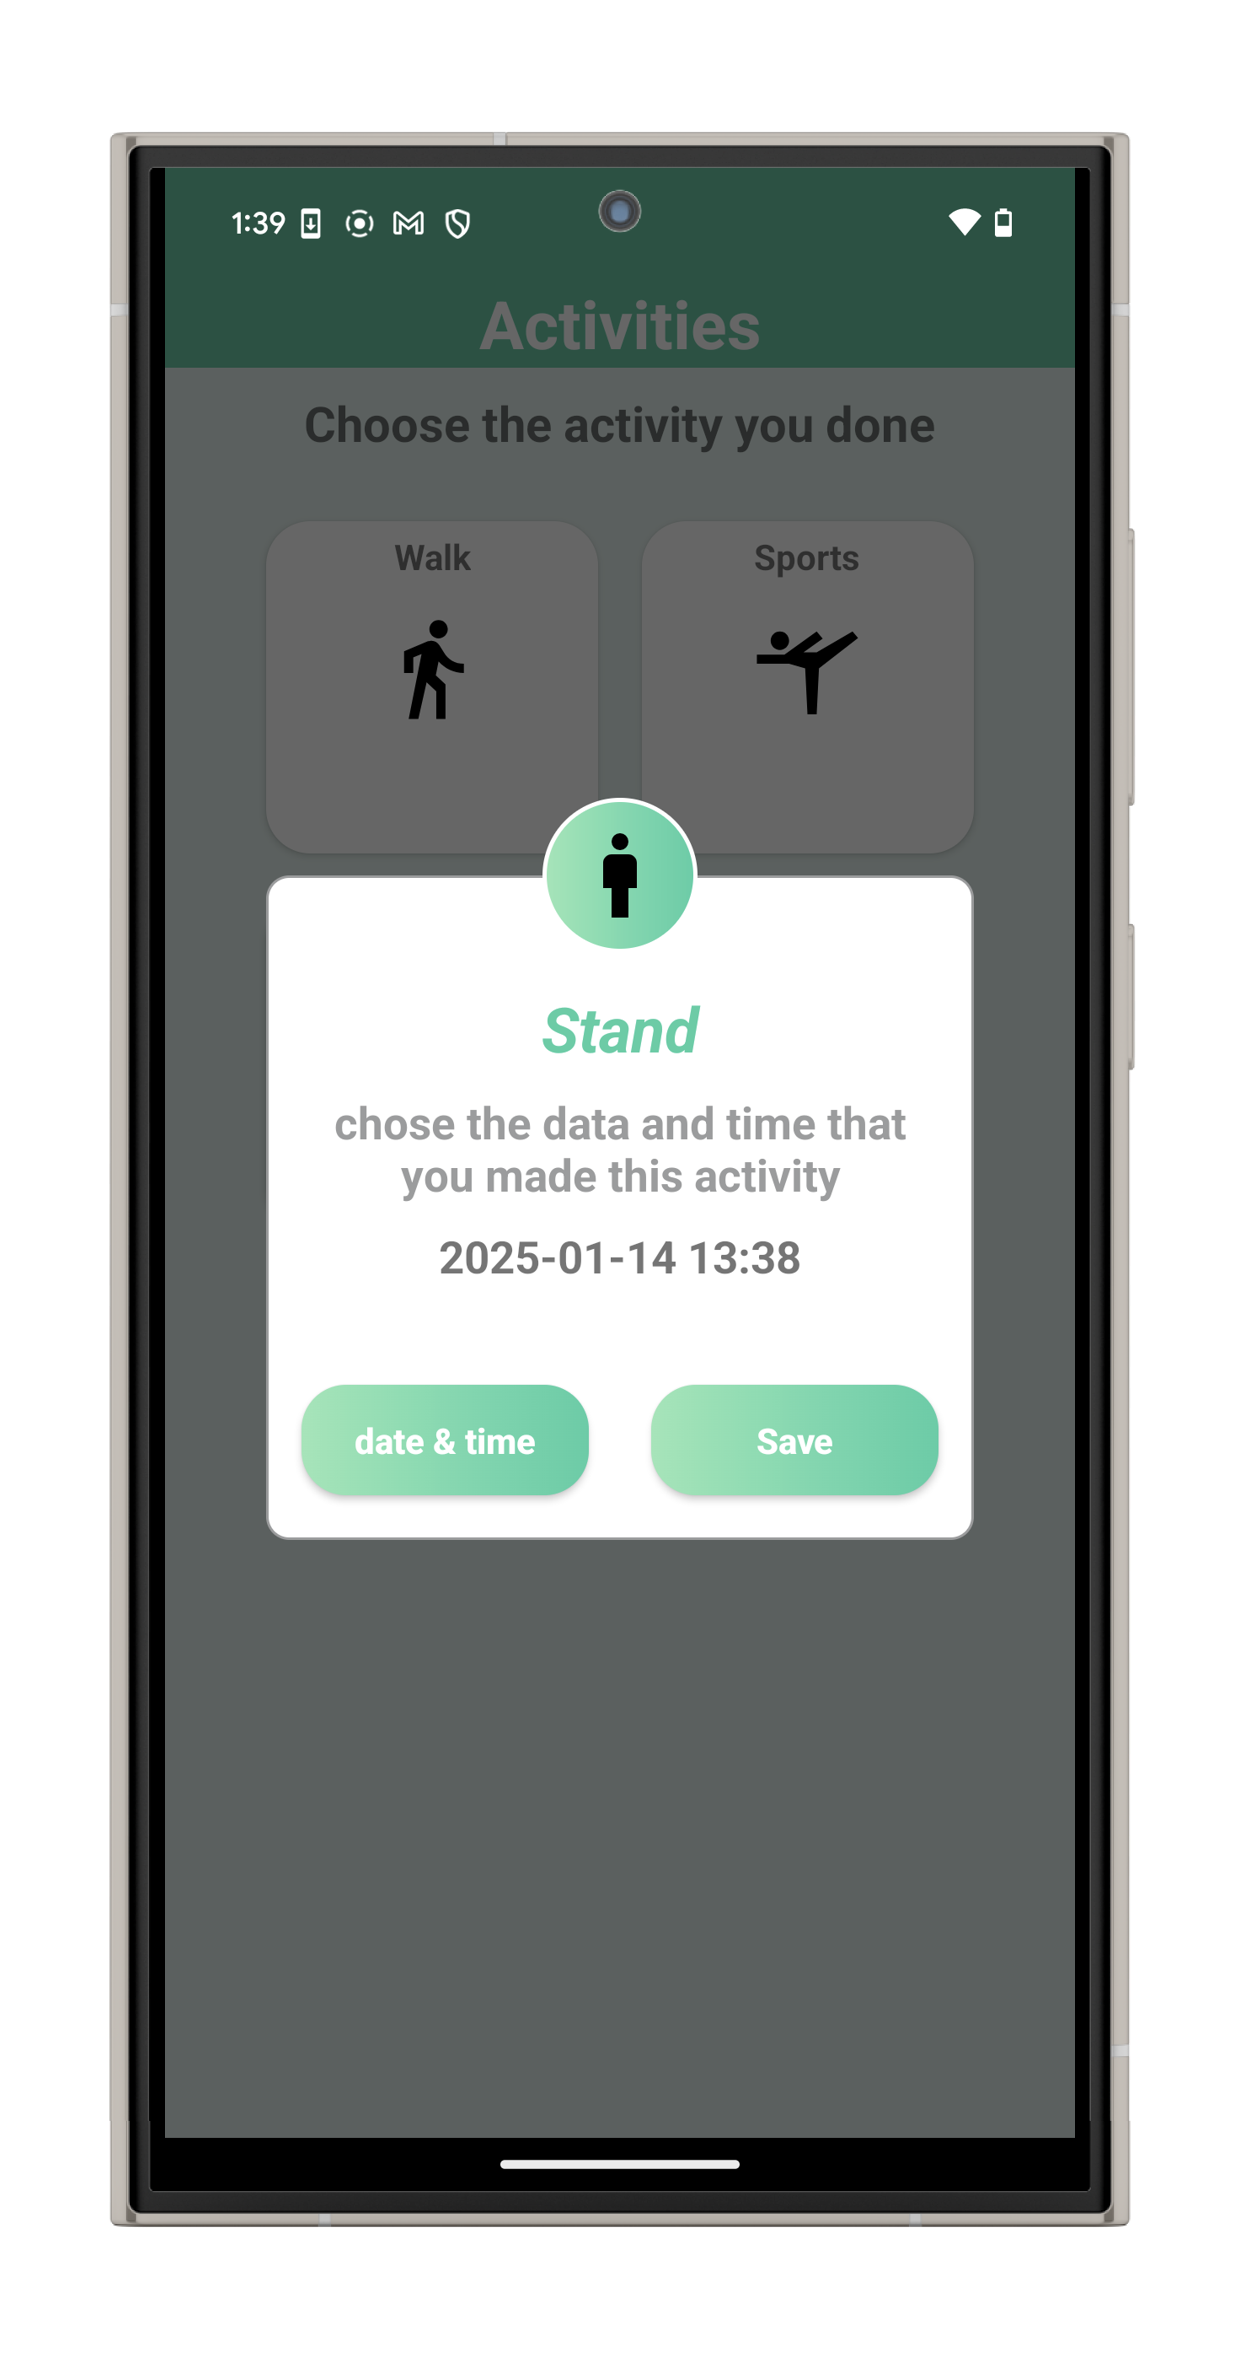 1:39
Activities
Choose the activity you done
Walk
Sports
Stand
chose the data and time that
you made this activity
2025-01-14 13:38
date & time
Save